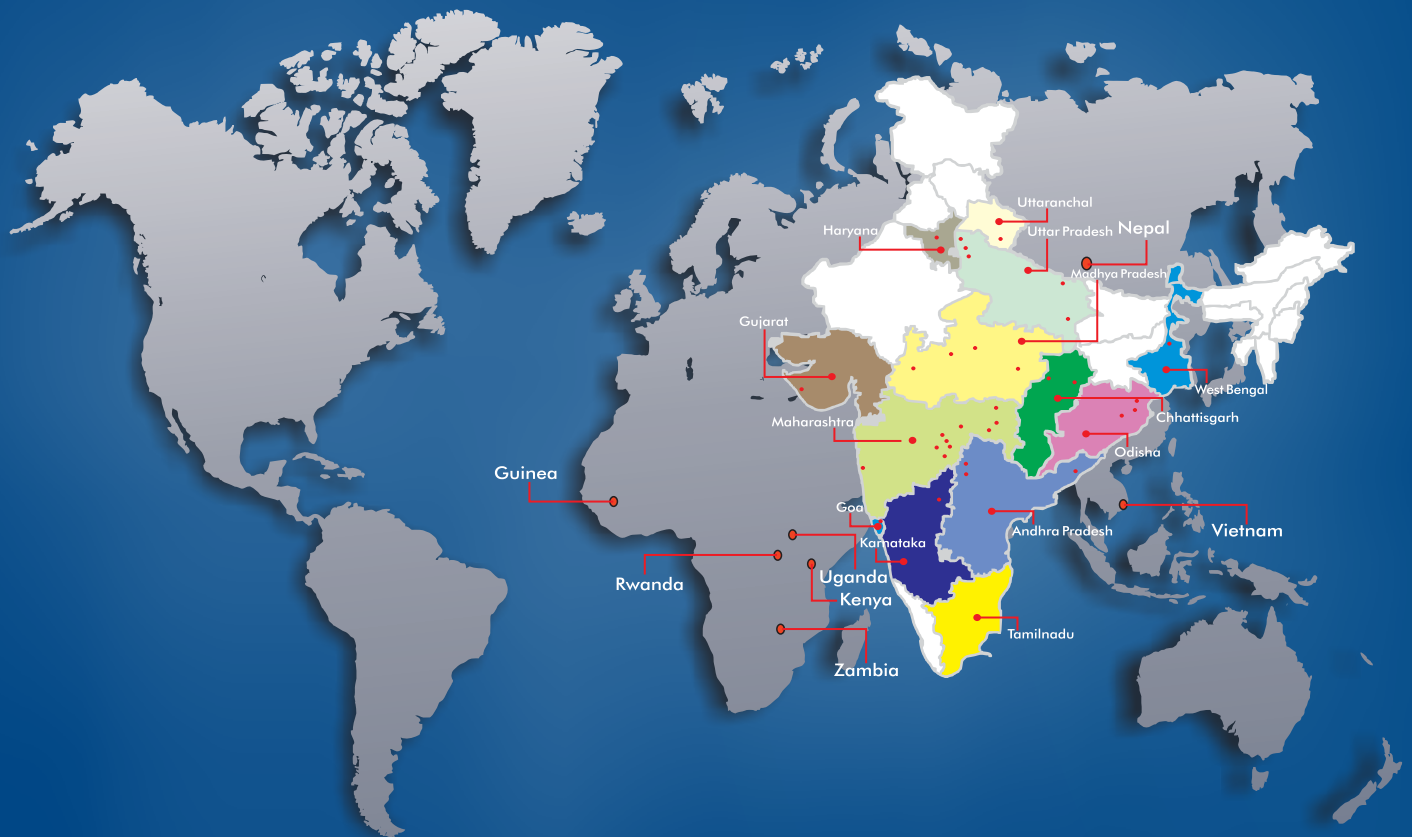 Uttaranchal
Haryana
Uttar Pradesh
Nepal
Madhya Pradesh
Gujarat
West Bengal
Maharashtra
Chhattisgarh
Odisha
Guinea
Goa
Andhra Pradesh
Vietnam
Karnataka
Uganda
Rwanda
Kenya
Tamilnadu
Zambia